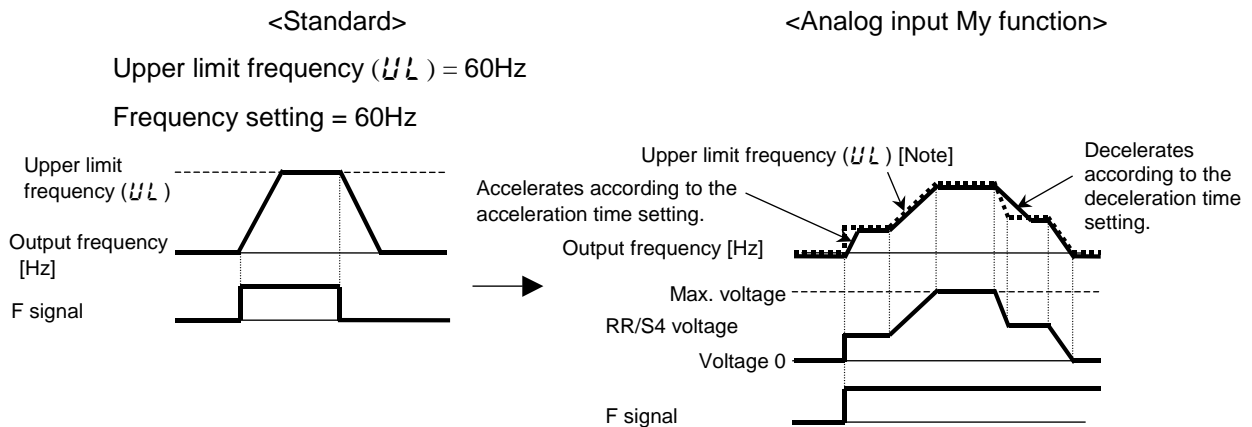 <Standard>
Upper limit frequency (UL) = 60Hz
Frequency setting = 60Hz
Upper limit
frequency (UL)
Output frequency
[Hz]
F signal
<Analog input My function>
Upper limit frequency (UL) [Note]
Accelerates according to the
acceleration time setting.
Decelerates
according to the
deceleration time
setting.
Output frequency [Hz]
Max. voltage
RR/S4 voltage
Voltage 0
F signal